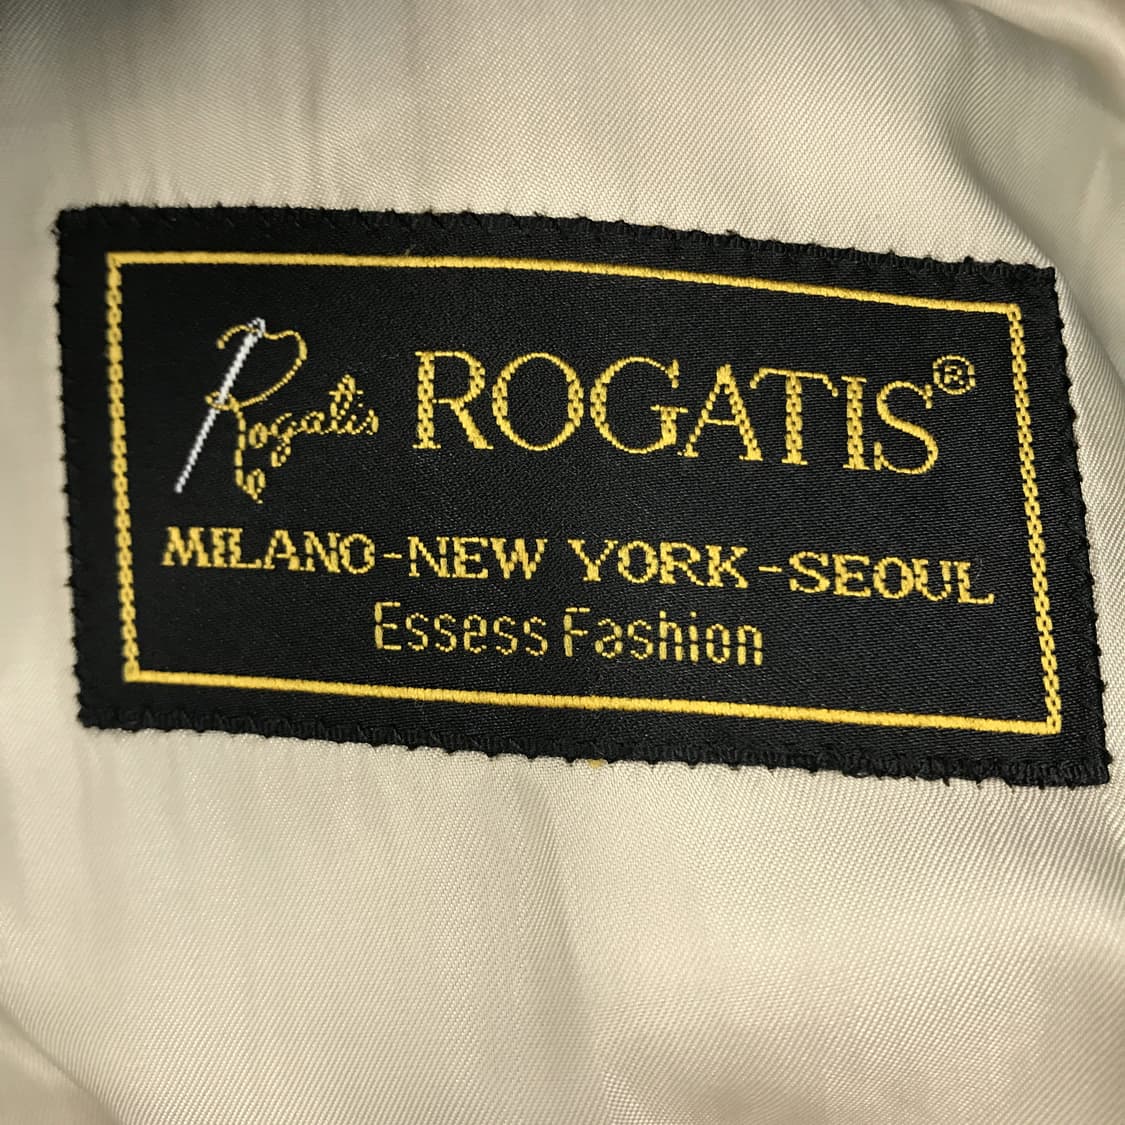 Rogatis ROGATIS®
MILANO-NEW YORK-SEOUL
Essess Fashion